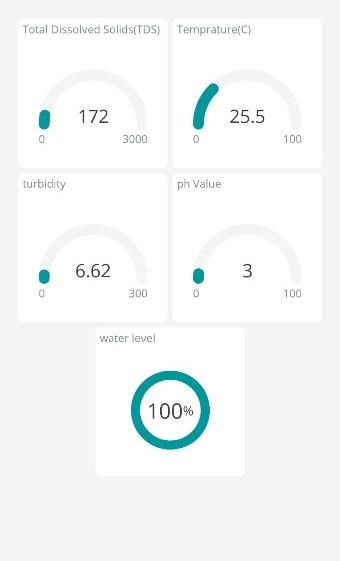 Total Dissolved Solids(TDS)
172
0 3000
Temprature(C)
25.5
0 100
turbidity
6.62
0 300
ph Value
3
0 100
water level
100%